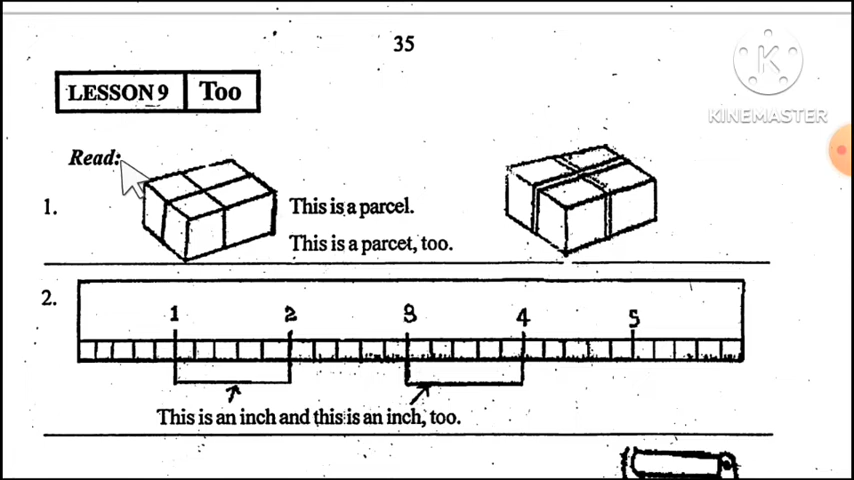 35
LESSON 9 Too
Read:
1.
This is a parcel.
This is a parcet, too.
2.
1 2 3 4 5
This is an inch and this is an inch, too.
KINEMASTER